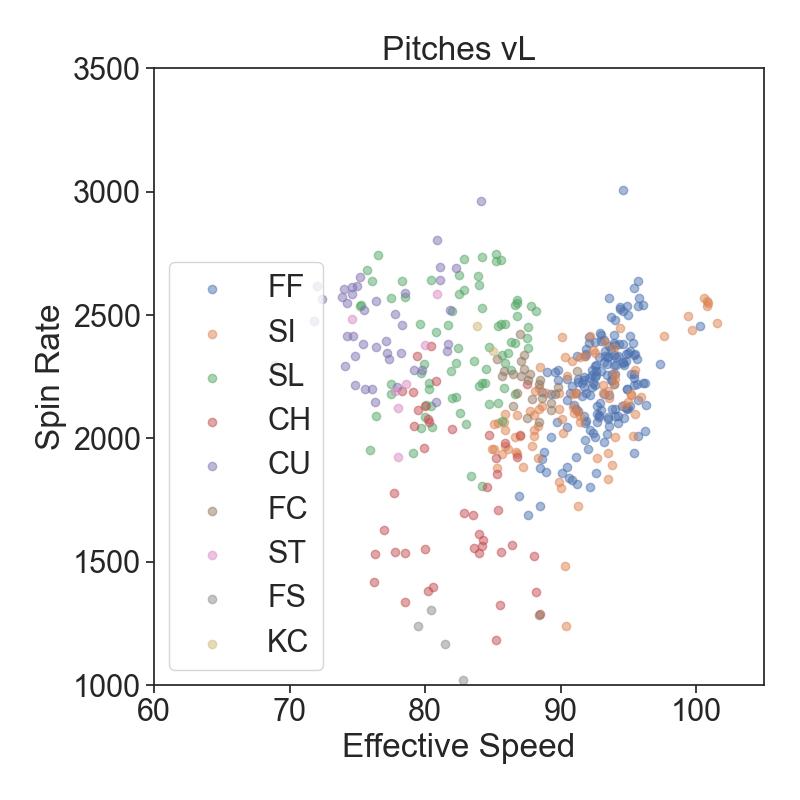 Pitches vL
3500
3000
2500
2000
1500
1000
Spin Rate
FF
SI
SL
CH
CU
FC
ST
FS
KC
60 70 80 90 100
Effective Speed